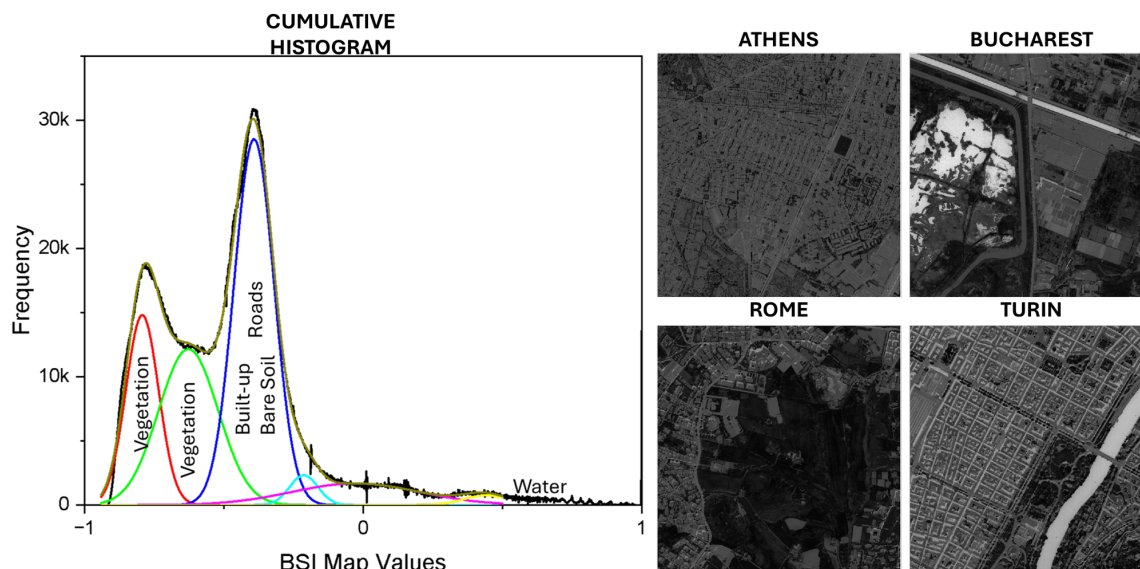 CUMULATIVE
HISTOGRAM
Frequency
30k
20k
10k
0
−1
0
1
BSI Map Values
Vegetation
Vegetation
Built-up
Roads
Bare Soil
Water
ATHENS
BUCHAREST
ROME
TURIN